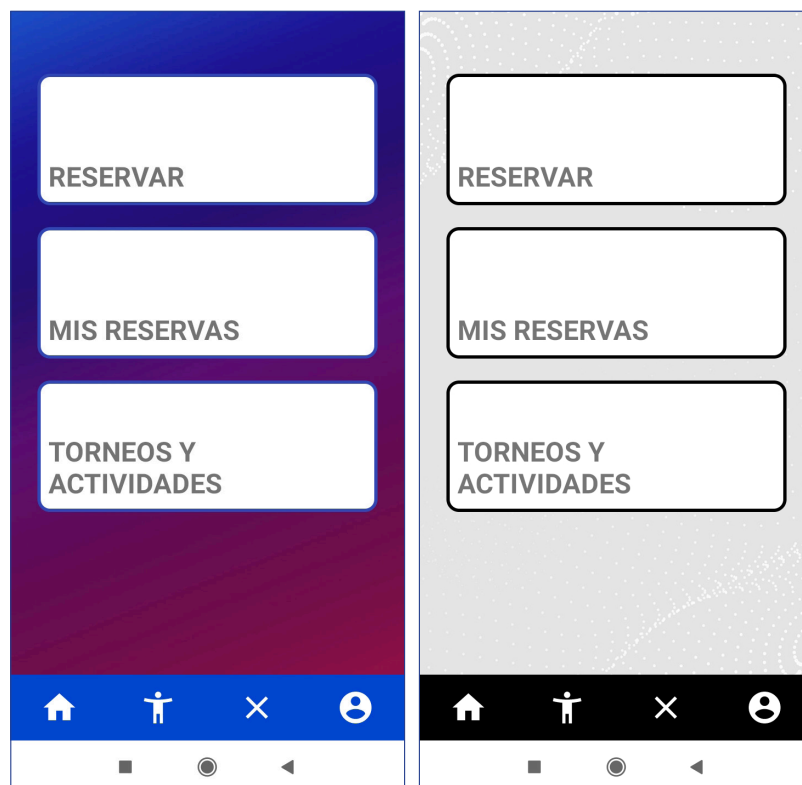 RESERVAR
MIS RESERVAS
TORNEOS Y
ACTIVIDADES
RESERVAR
MIS RESERVAS
TORNEOS Y
ACTIVIDADES